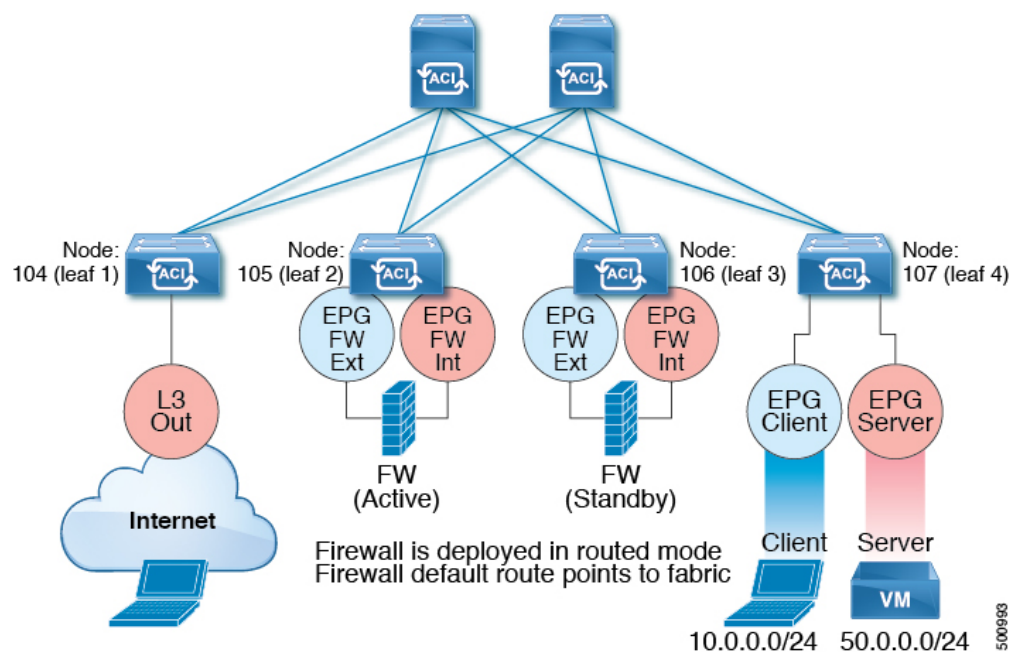 ACI
ACI
Node:
104 (leaf 1)
ACI
Node:
105 (leaf 2)
ACI
ACI
Node:
106 (leaf 3)
ACI
Node:
107 (leaf 4)
EPG
FW
Ext
EPG
FW
Int
EPG
FW
Ext
EPG
FW
Int
L3
Out
EPG
Client
EPG
Server
FW
(Active)
FW
(Standby)
Internet
Firewall is deployed in routed mode
Firewall default route points to fabric
Client
Server
VM
10.0.0.0/24
50.0.0.0/24
500993